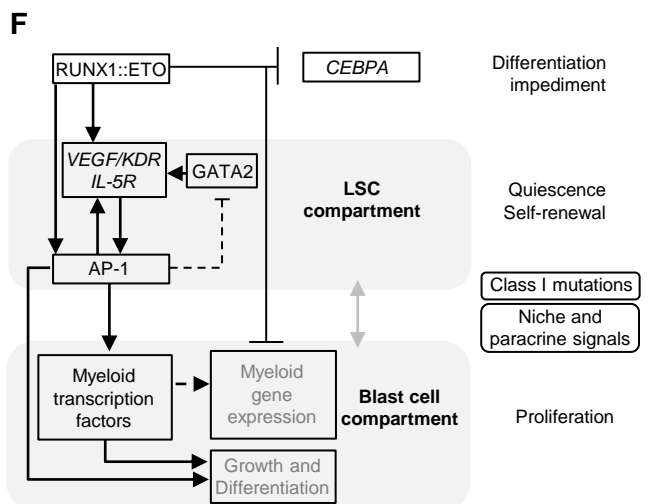 F
RUNX1::ETO
CEBPA
Differentiation
impediment
VEGF/KDR
IL-5R
GATA2
LSC
compartment
Quiescence
Self-renewal
AP-1
Class I mutations
Niche and
paracrine signals
Myeloid
transcription
factors
Myeloid
gene
expression
Blast cell
compartment
Proliferation
Growth and
Differentiation